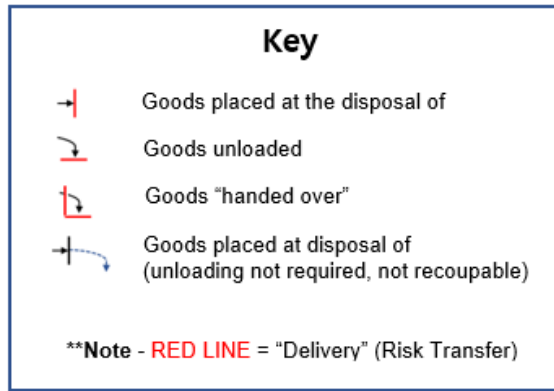 Key
Goods placed at the disposal of
Goods unloaded
Goods “handed over”
Goods placed at disposal of
(unloading not required, not recoupable)
**Note - RED LINE = “Delivery” (Risk Transfer)